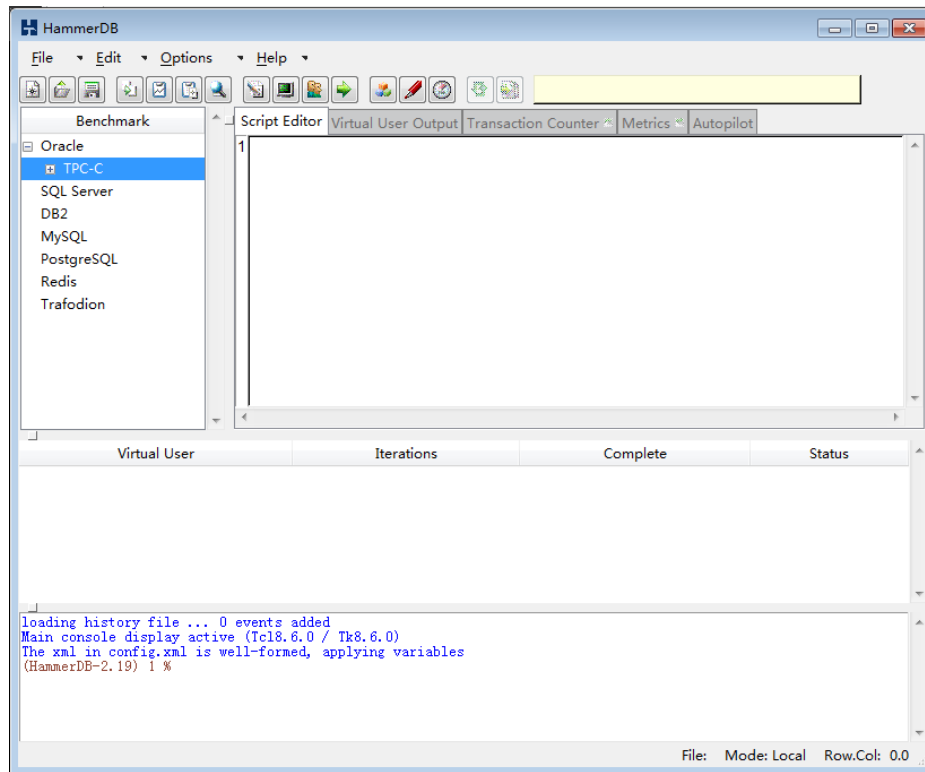 HammerDB
File Edit Options Help
Benchmark
Oracle
TPC-C
SQL Server
DB2
MySQL
PostgreSQL
Redis
Trafodion
Script Editor Virtual User Output Transaction Counter Metrics Autopilot
1
Virtual User Iterations Complete Status
loading history file ... 0 events added
Main console display active (Tcl8.6.0 / Tk8.6.0)
The xml in config.xml is well-formed, applying variables
(HammerDB-2.19) 1 %
File: Mode: Local Row.Col: 0.0